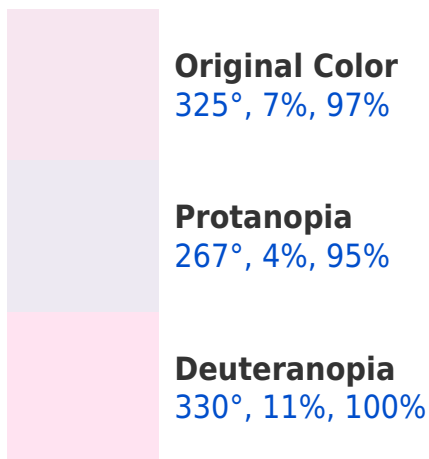 Original Color
325°, 7%, 97%
Protanopia
267°, 4%, 95%
Deuteranopia
330°, 11%, 100%